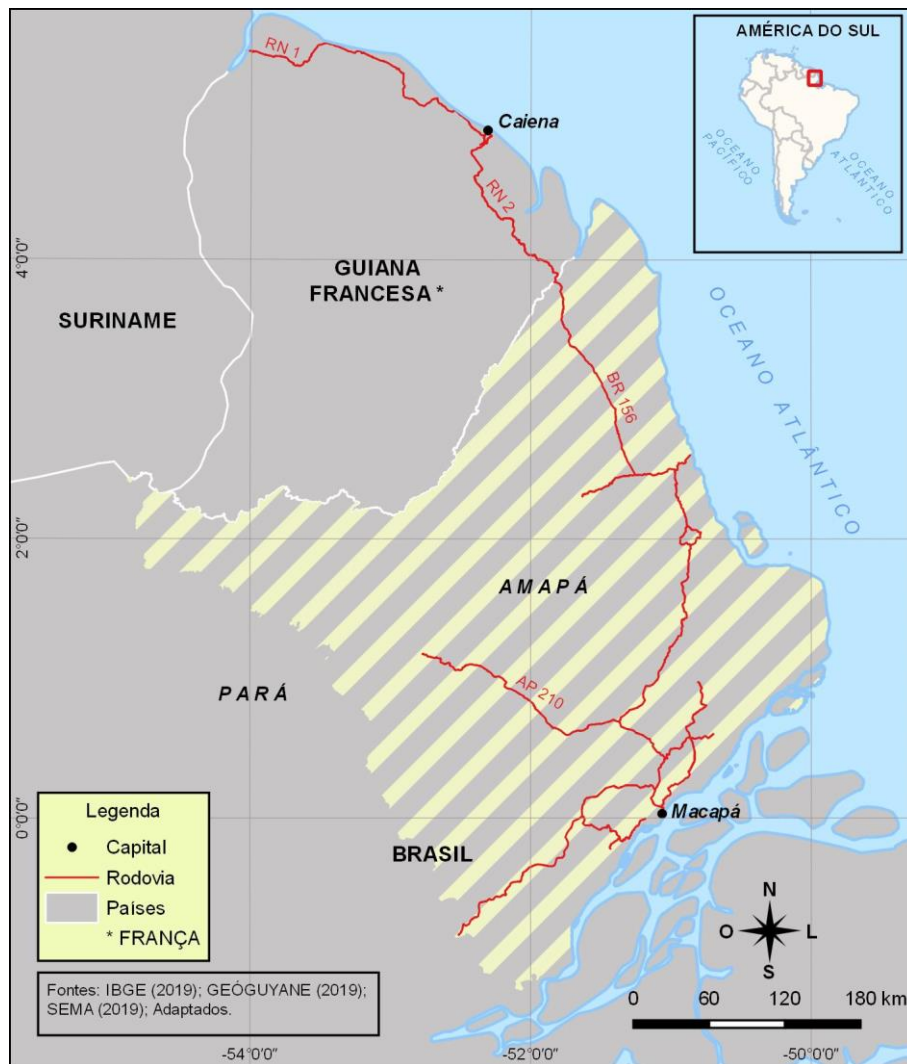 AMÉRICA DO SUL
OCEANO
PACÍFICO
OCEANO
ATLÂNTICO
RN 1
Caiena
RN 2
4°0'0"
GUIANA
FRANCESA *
SURINAME
OCEANO ATLÂNTICO
BR 156
2°0'0"
AMAPÁ
PARÁ
AP 210
0°0'0"
Macapá
BRASIL
Legenda
Capital
Rodovia
Países
* FRANÇA
N
O L
S
Fontes: IBGE (2019); GEÓGUYANE (2019);
SEMA (2019); Adaptados.
0 60 120 180 km
-54°0'0" -52°0'0" -50°0'0"